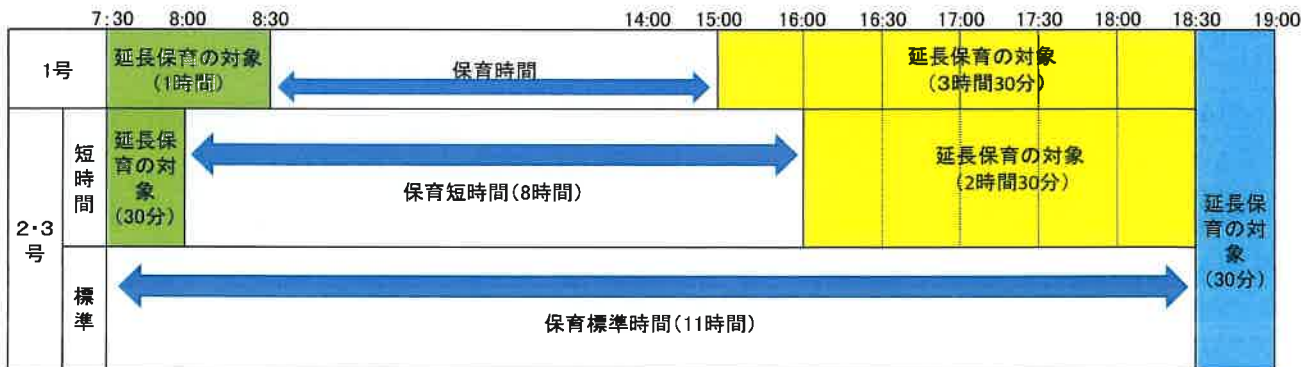 7:30 8:00 8:30 14:00 15:00 16:00 16:30 17:00 17:30 18:00 18:30 19:00
1号
延長保育の対象
(1時間)
保育時間
延長保育の対象
(3時間30分)
2・3
号
短
時
間
延長保
育の対
象
(30分)
保育短時間(8時間)
延長保育の対象
(2時間30分)
標
準
保育標準時間(11時間)
延長保
育の対
象
(30分)